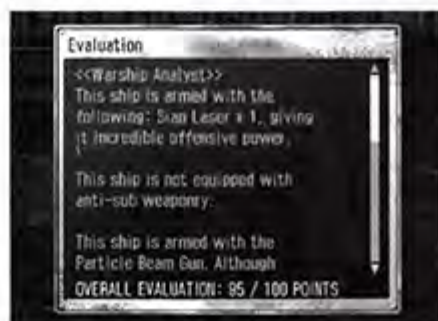 Evaluation
<<Warship Analyst>>
This ship is armed with the
following: Sian Laser x 1, giving
it incredible offensive power.
This ship is not equipped with
anti-sub weaponry.
This ship is armed with the
Particle Beam Gun. Although
OVERALL EVALUATION: 95 / 100 POINTS